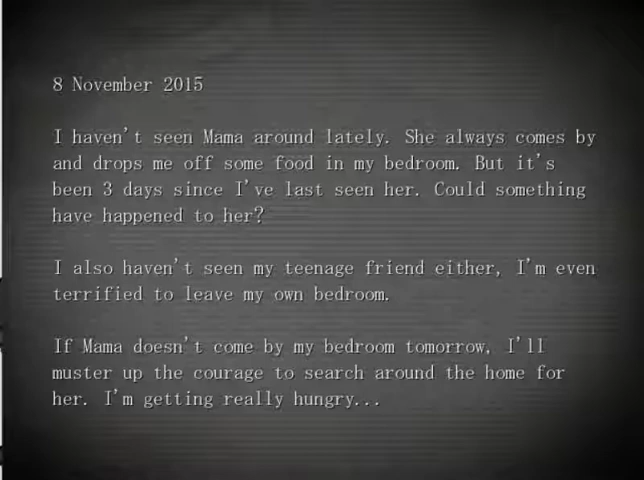 8 November 2015
I haven't seen Mama around lately. She always comes by
and drops me off some food in my bedroom. But it's
been 3 days since I've last seen her. Could something
have happened to her?
I also haven't seen my teenage friend either, I'm even
terrified to leave my own bedroom.
If Mama doesn't come by my bedroom tomorrow, I'll
muster up the courage to search around the home for
her. I'm getting really hungry...